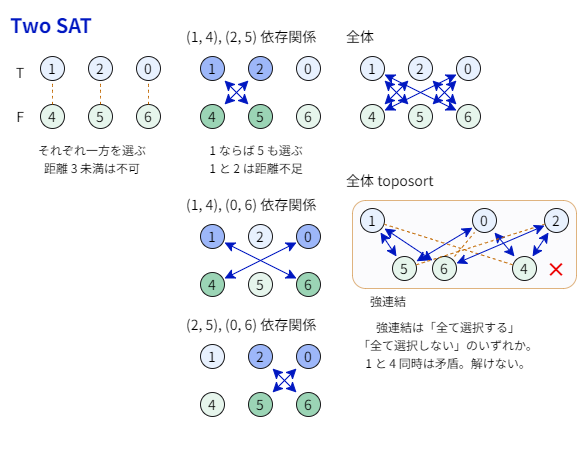 Two SAT
T
1
2
0
F
4
5
6
それぞれ一方を選ぶ
距離 3 未満は不可
(1, 4), (2, 5) 依存関係
1
2
0
4
5
6
1 ならば 5 も選ぶ
1 と 2 は距離不足
(1, 4), (0, 6) 依存関係
1
2
0
4
5
6
(2, 5), (0, 6) 依存関係
1
2
0
4
5
6
全体
1
2
0
4
5
6
全体 toposort
1
0
2
5
6
4
×
強連結
強連結は「全て選択する」
「全て選択しない」のいずれか。
1 と 4 同時は矛盾。解けない。